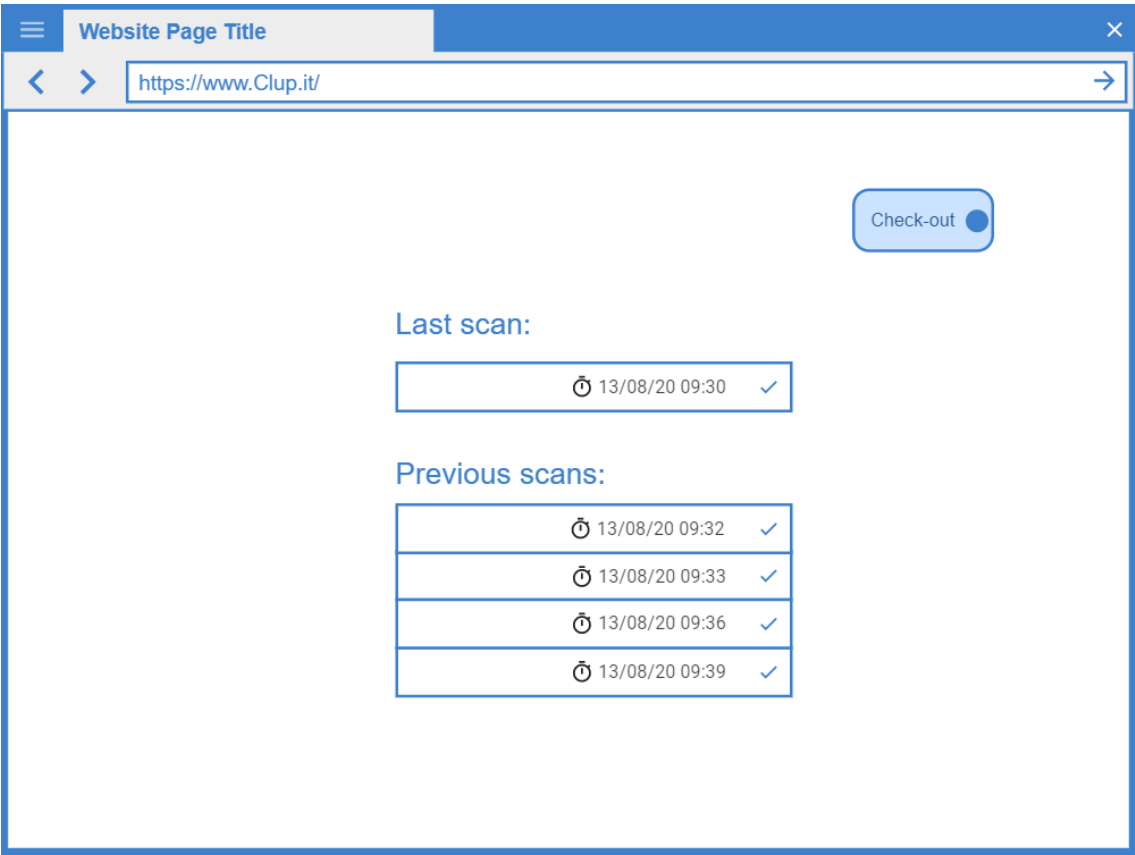 Website Page Title
https://www.Clup.it/
Check-out
Last scan:
13/08/20 09:30
Previous scans:
13/08/20 09:32
13/08/20 09:33
13/08/20 09:36
13/08/20 09:39